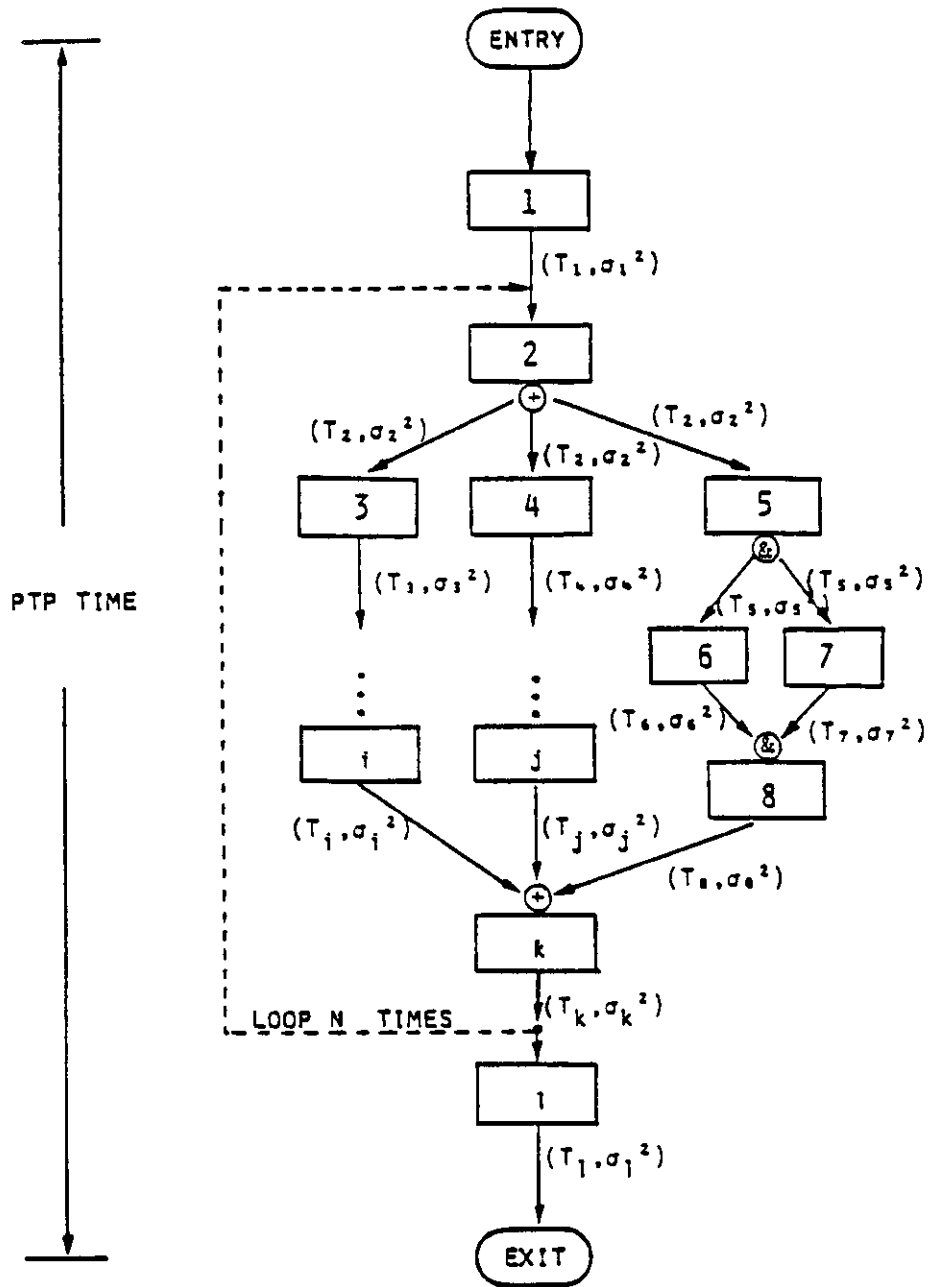 ENTRY
1
(T₁,σ₁²)
2
+
(T₂,σ₂²)
(T₂,σ₂²)
(T₂,σ₂²)
3
4
5
&
(T₃,σ₃²)
(T₄,σ₄²)
(T₅,σ₅
(T₅,σ₅²)
PTP TIME
6
7
(T₆,σ₆²)
(T₇,σ₇²)
&
i
j
8
(Tᵢ,σᵢ²)
(Tⱼ,σⱼ²)
(T₈,σ₈²)
+
k
(Tₖ,σₖ²)
LOOP N TIMES
l
(Tₗ,σₗ²)
EXIT